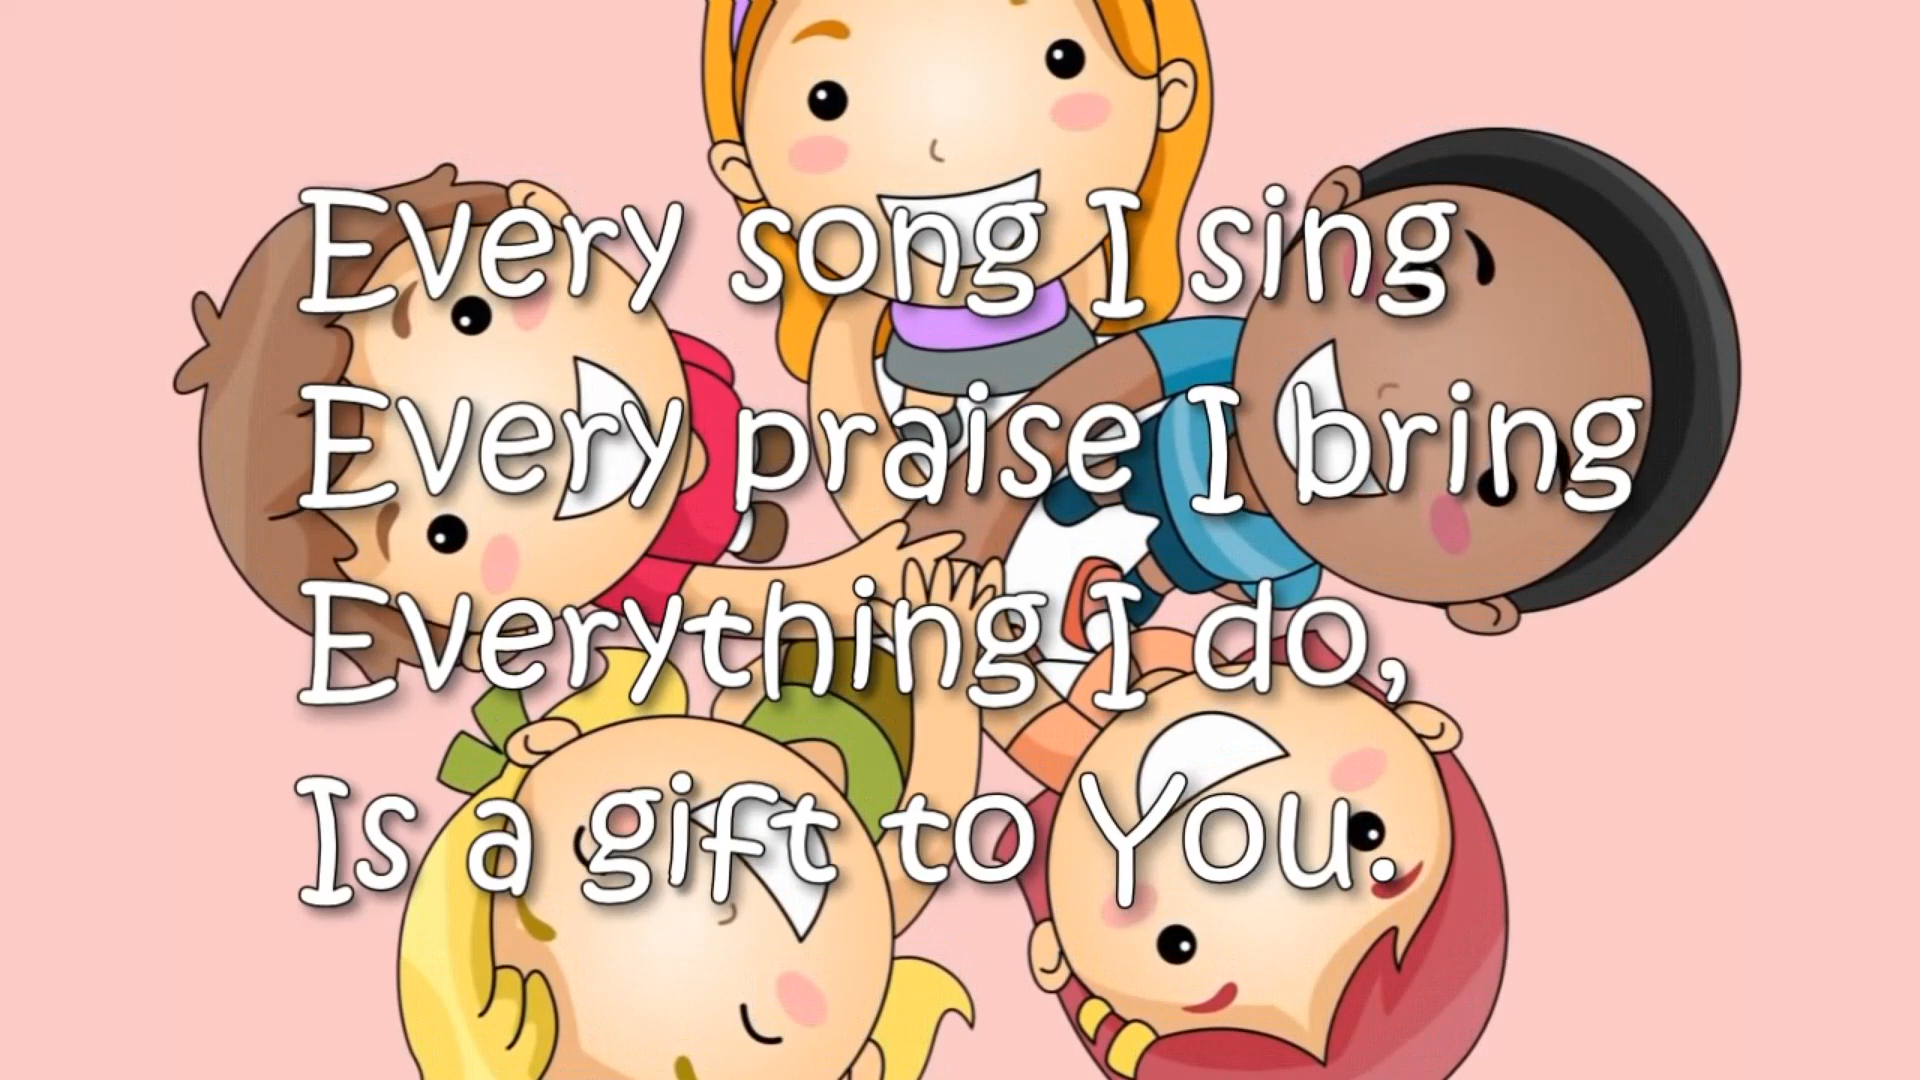 Every song I sing
Every praise I bring
Everything I do,
Is a gift to You.